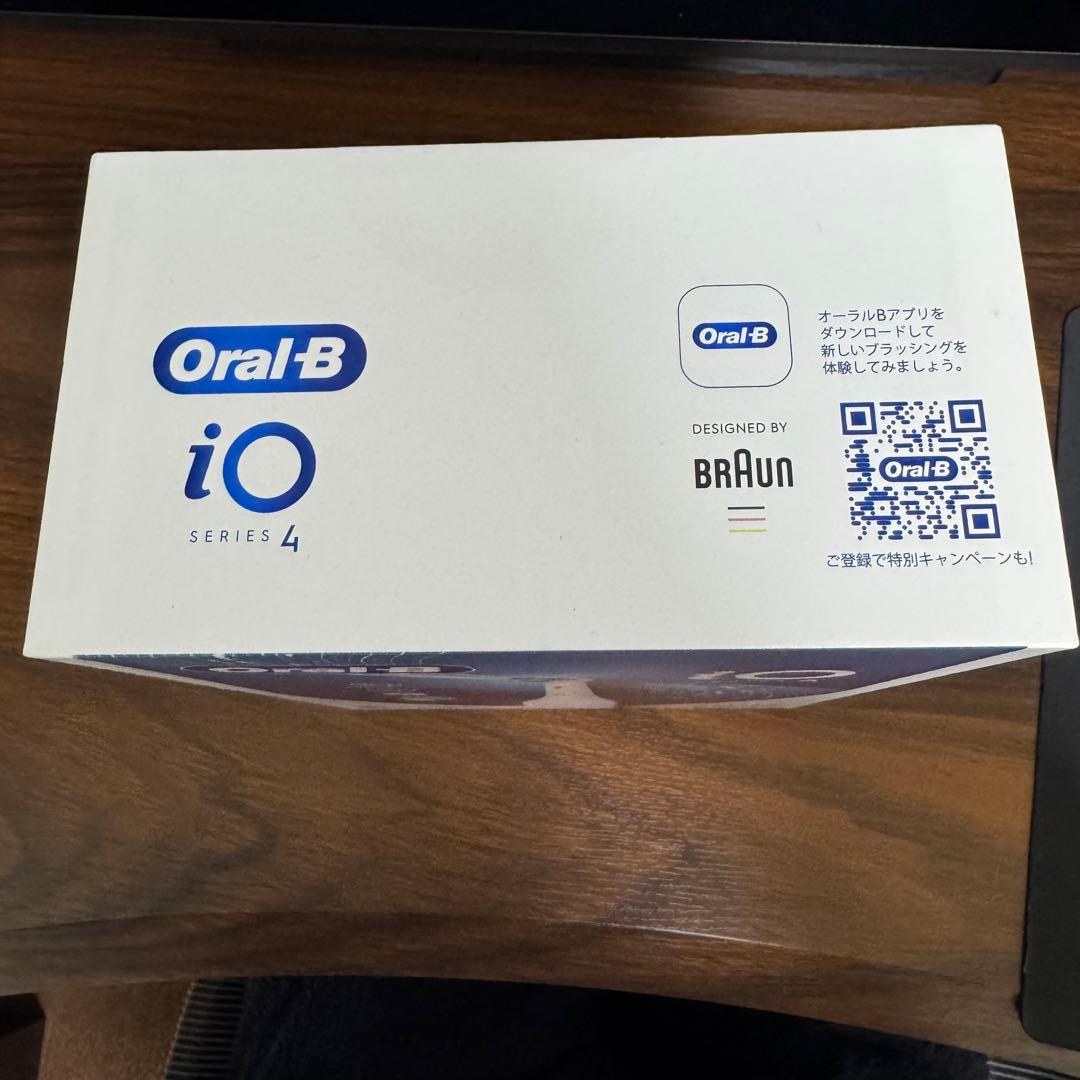 Oral-B
iO
SERIES 4
Oral-B
オーラルBアプリを
ダウンロードして
新しいブラッシングを
体験してみましょう。
DESIGNED BY
BRAUN
Oral-B
ご登録で特別キャンペーンも!
Oral-B
iO